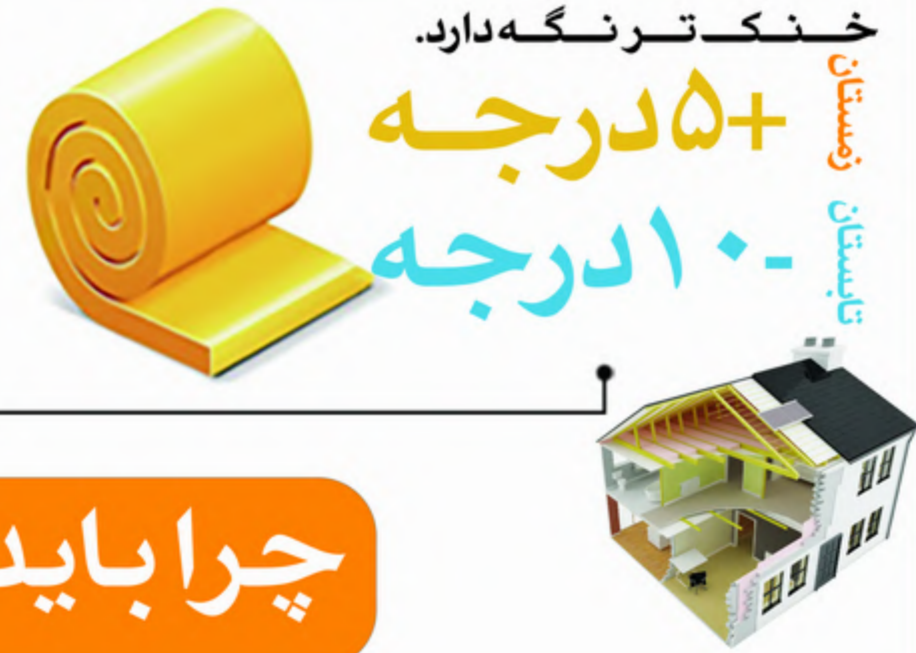 خنک‌تر نگه دارد.
زمستان
+۵ درجه
تابستان
-۱۰ درجه
چرا باید